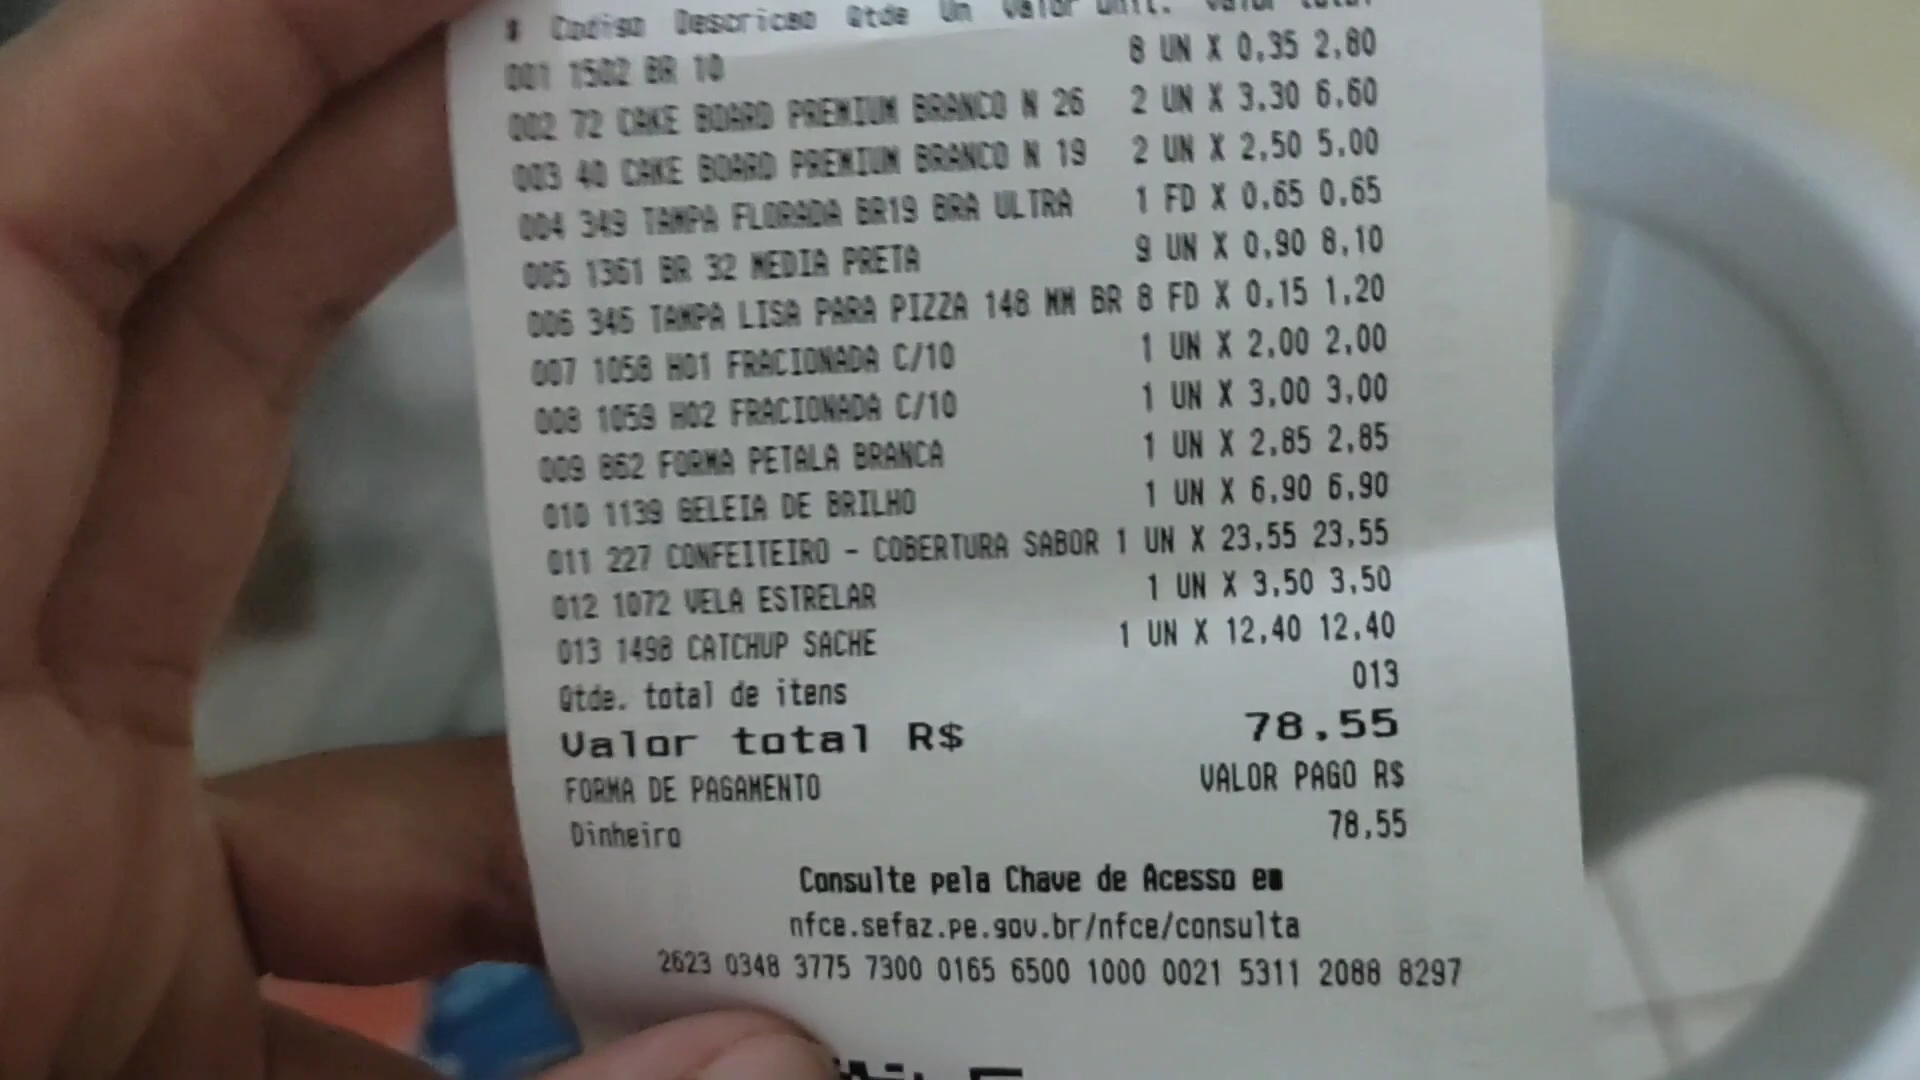 # Codigo Descricao Qtde Un Valor unit. Valor total
001 1502 BR 10 8 UN X 0,35 2,80
002 72 CAKE BOARD PREMIUM BRANCO N 26 2 UN X 3,30 6,60
003 40 CAKE BOARD PREMIUM BRANCO N 19 2 UN X 2,50 5,00
004 349 TAMPA FLORADA BR19 BRA ULTRA 1 FD X 0,65 0,65
005 1361 BR 32 MEDIA PRETA 9 UN X 0,90 8,10
006 346 TAMPA LISA PARA PIZZA 148 MM BR 8 FD X 0,15 1,20
007 1058 H01 FRACIONADA C/10 1 UN X 2,00 2,00
008 1059 H02 FRACIONADA C/10 1 UN X 3,00 3,00
009 862 FORMA PETALA BRANCA 1 UN X 2,85 2,85
010 1139 GELEIA DE BRILHO 1 UN X 6,90 6,90
011 227 CONFEITEIRO - COBERTURA SABOR 1 UN X 23,55 23,55
012 1072 VELA ESTRELAR 1 UN X 3,50 3,50
013 1498 CATCHUP SACHE 1 UN X 12,40 12,40
Qtde. total de itens 013
Valor total R$ 78,55
FORMA DE PAGAMENTO VALOR PAGO R$
Dinheiro 78,55
Consulte pela Chave de Acesso em
nfce.sefaz.pe.gov.br/nfce/consulta
2623 0348 3775 7300 0165 6500 1000 0021 5311 2088 8297